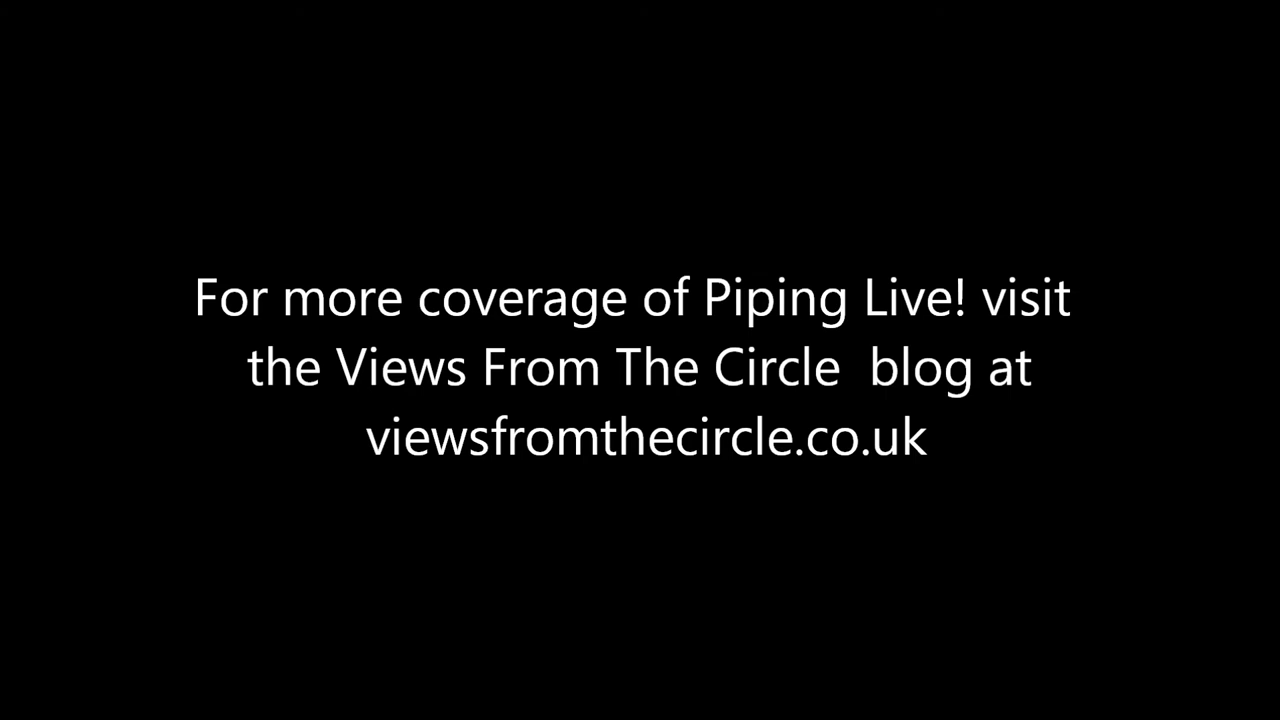 For more coverage of Piping Live! visit
the Views From The Circle  blog at
viewsfromthecircle.co.uk